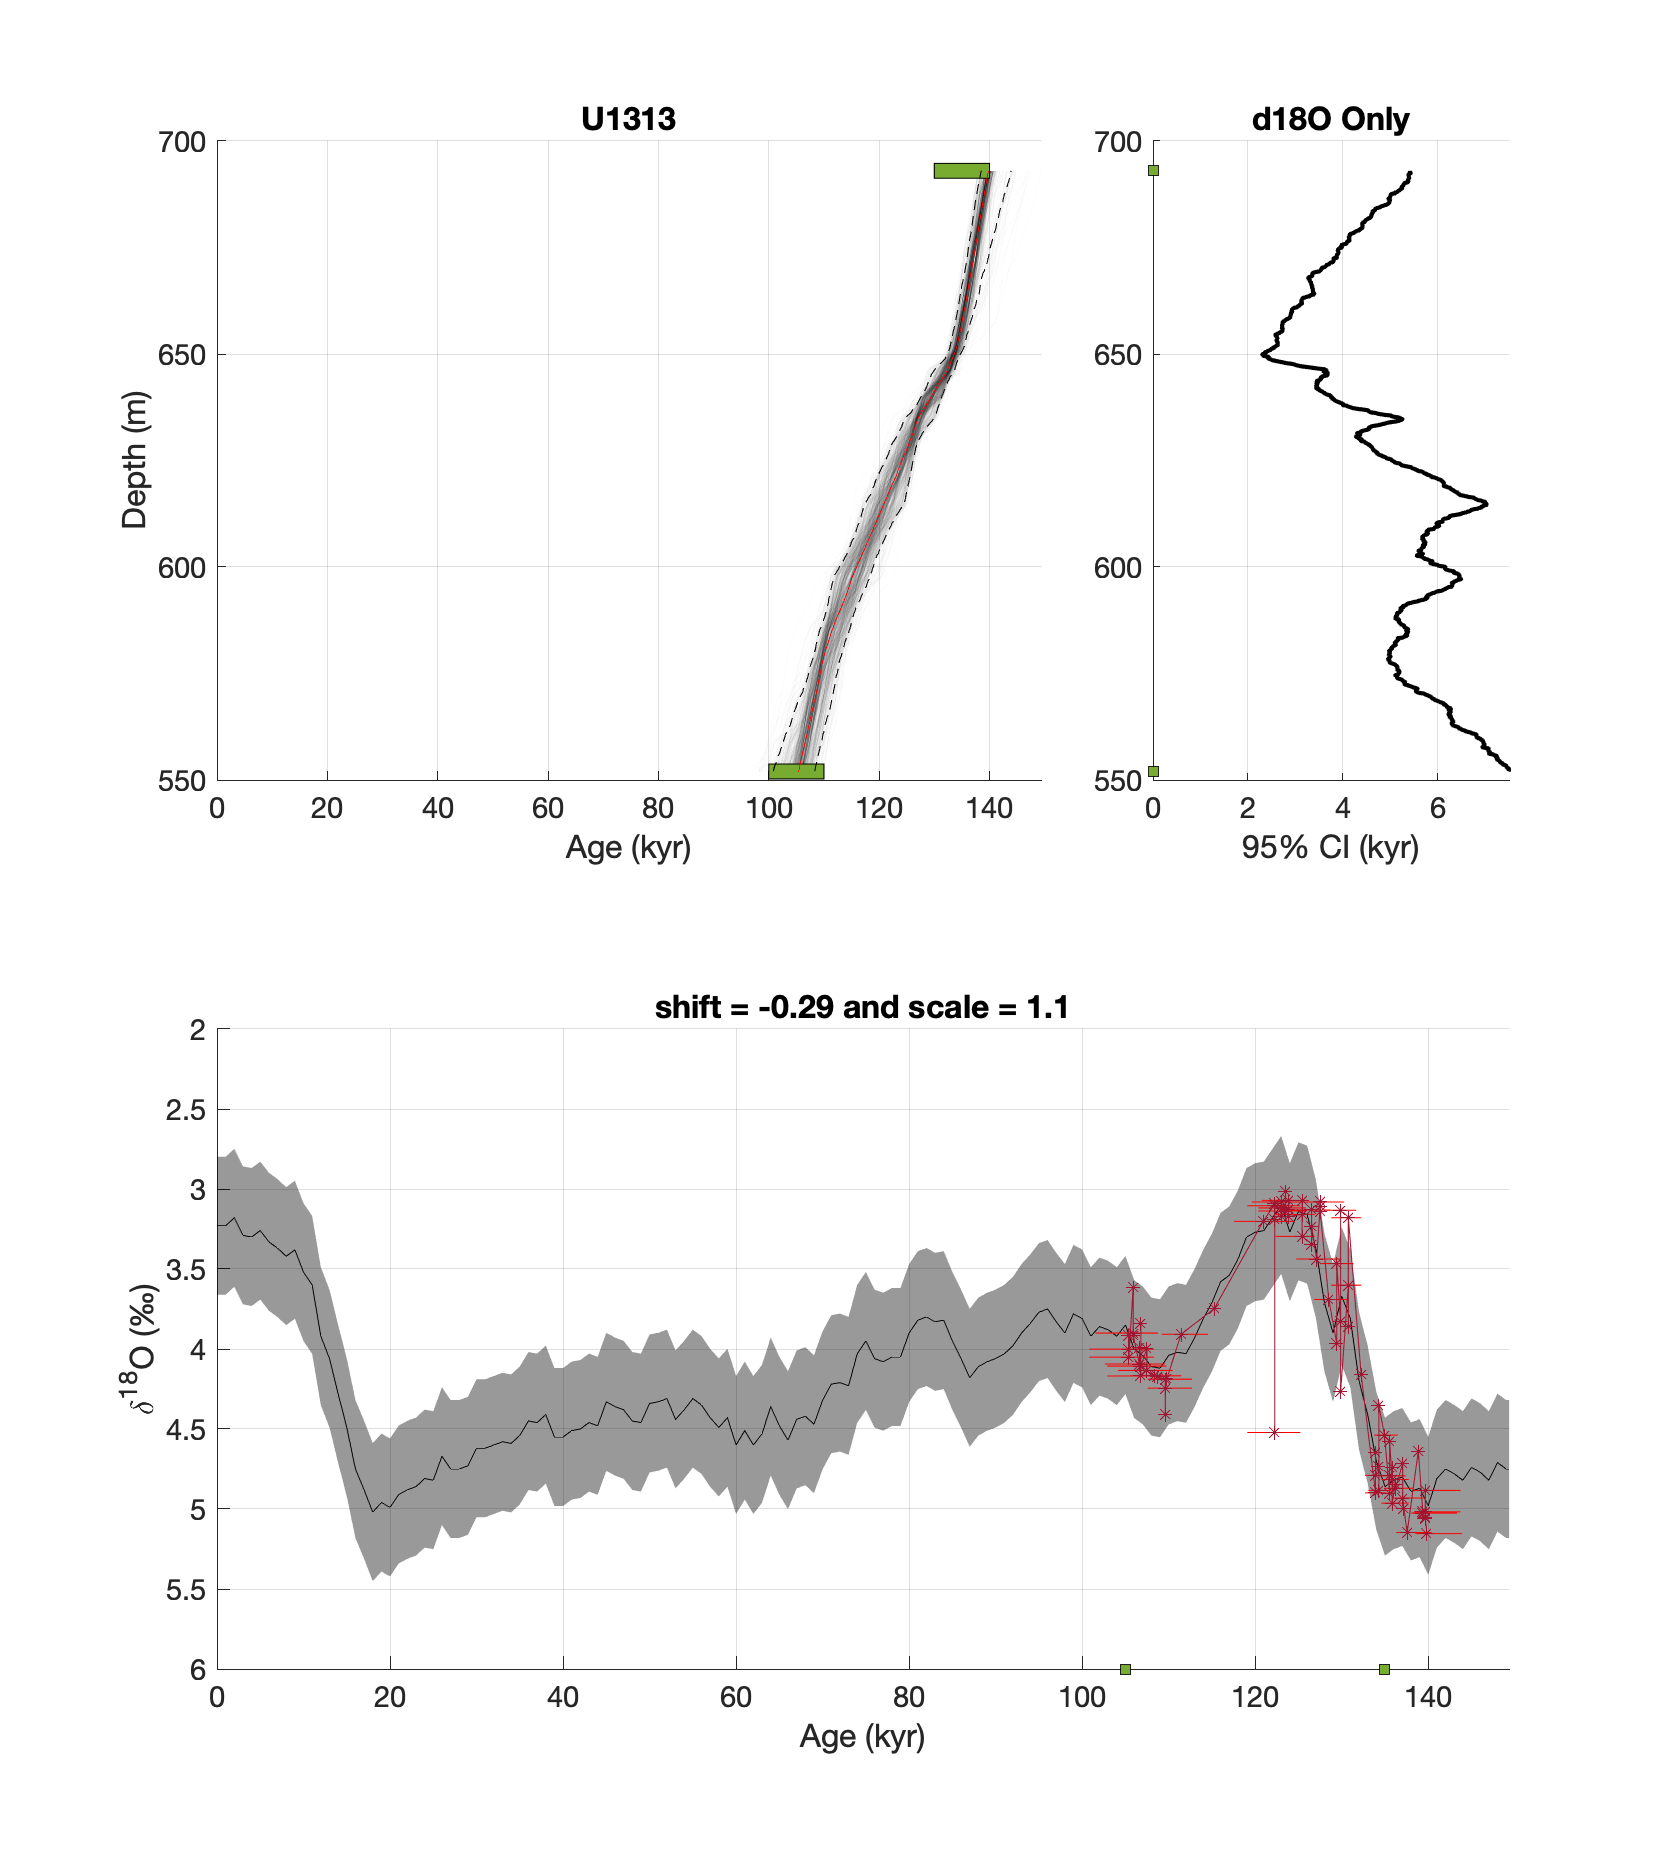 U1313
d18O Only
700
650
600
550
Depth (m)
0 20 40 60 80 100 120 140
Age (kyr)
700
650
600
550
0 2 4 6
95% CI (kyr)
shift = -0.29 and scale = 1.1
2
2.5
3
3.5
4
4.5
5
5.5
6
δ18O (‰)
0 20 40 60 80 100 120 140
Age (kyr)